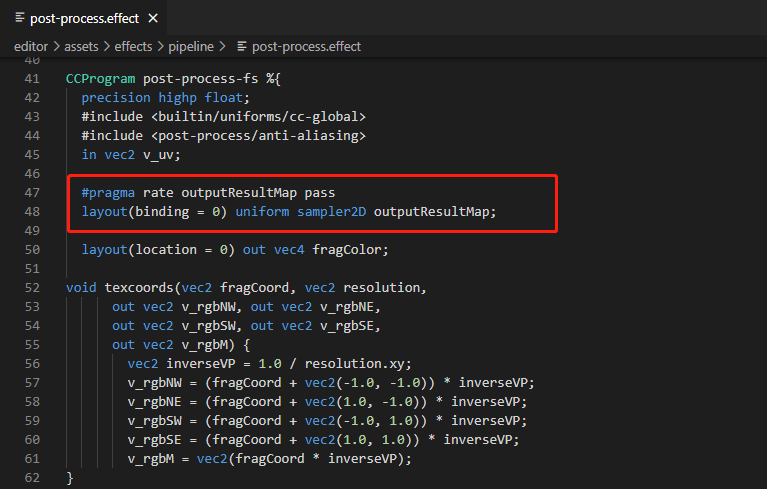 post-process.effect ×
editor > assets > effects > pipeline > post-process.effect
40
41 CCProgram post-process-fs %{
42   precision highp float;
43   #include <builtin/uniforms/cc-global>
44   #include <post-process/anti-aliasing>
45   in vec2 v_uv;
46
47   #pragma rate outputResultMap pass
48   layout(binding = 0) uniform sampler2D outputResultMap;
49
50   layout(location = 0) out vec4 fragColor;
51
52 void texcoords(vec2 fragCoord, vec2 resolution,
53       out vec2 v_rgbNW, out vec2 v_rgbNE,
54       out vec2 v_rgbSW, out vec2 v_rgbSE,
55       out vec2 v_rgbM) {
56         vec2 inverseVP = 1.0 / resolution.xy;
57         v_rgbNW = (fragCoord + vec2(-1.0, -1.0)) * inverseVP;
58         v_rgbNE = (fragCoord + vec2(1.0, -1.0)) * inverseVP;
59         v_rgbSW = (fragCoord + vec2(-1.0, 1.0)) * inverseVP;
60         v_rgbSE = (fragCoord + vec2(1.0, 1.0)) * inverseVP;
61         v_rgbM = vec2(fragCoord * inverseVP);
62 }